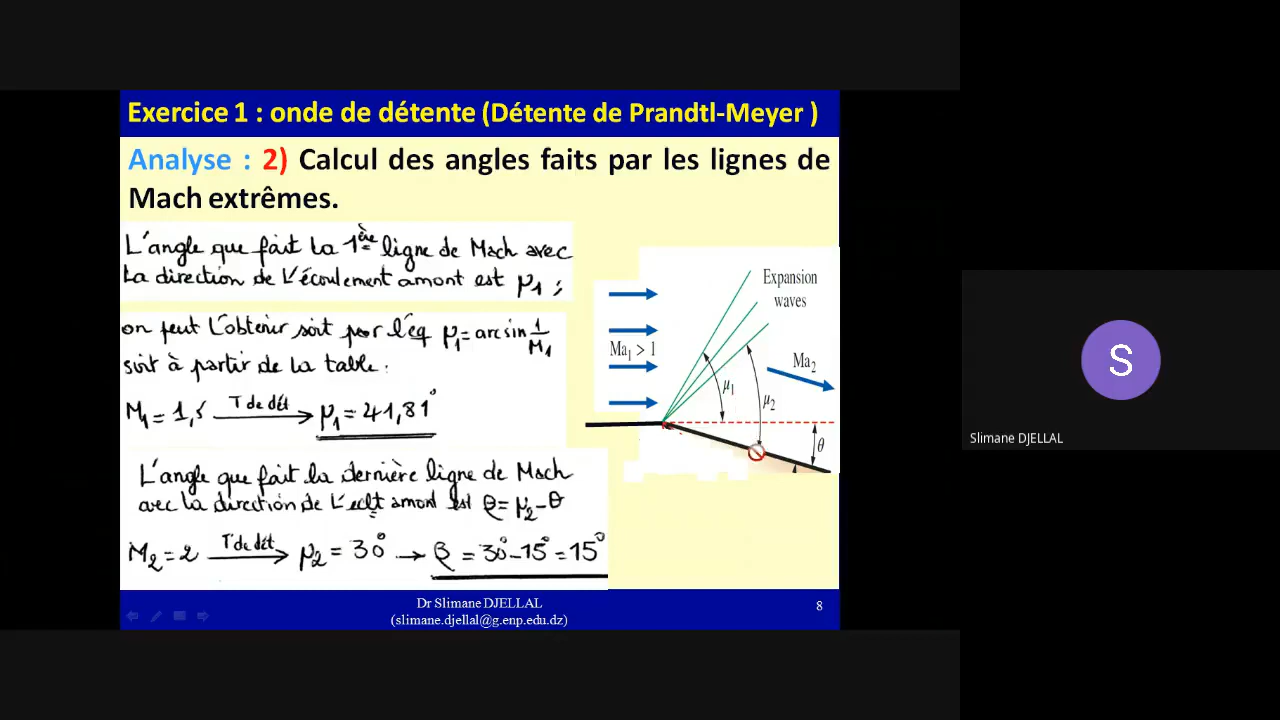 Exercice 1 : onde de détente (Détente de Prandtl-Meyer )
Analyse : 2) Calcul des angles faits par les lignes de
Mach extrêmes.
L'angle que fait la 1ère ligne de Mach avec
la direction de l'écoulement amont est μ1 ;
on peut l'obtenir soit par l'éq μ1 = arcsin 1/M1
soit à partir de la table.
M1 = 1,5 T de dét → μ1 = 41,81°
L'angle que fait la dernière ligne de Mach
avec la direction de l'eclt amont est ρ = μ2 - θ
M2 = 2 T de dét → μ2 = 30° → ρ = 30° - 15° = 15°
Expansion
waves
Ma1 > 1
Ma2
μ1
μ2
θ
Dr Slimane DJELLAL
(slimane.djellal@g.enp.edu.dz)
8
S
Slimane DJELLAL